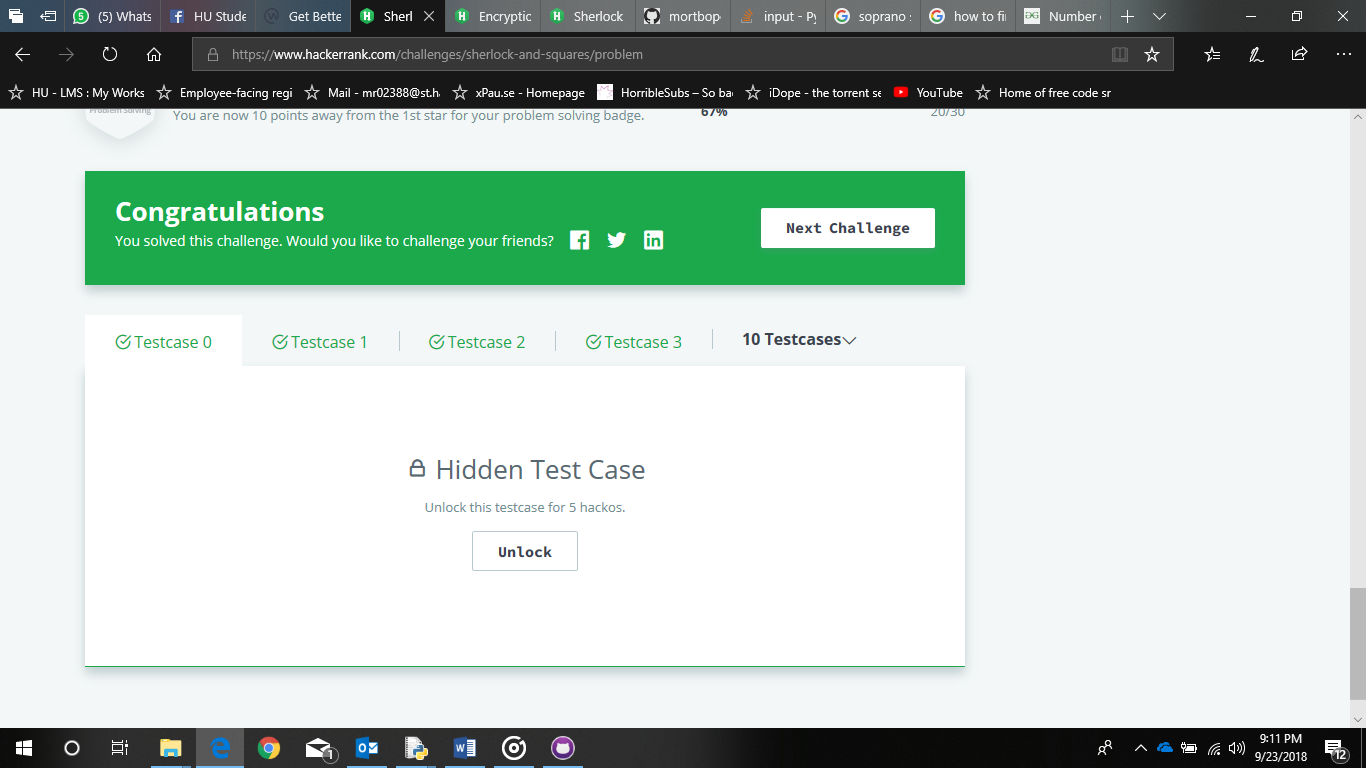 (5) Whats
HU Stude
Get Bette
Sherl
Encryptic
Sherlock
mortbop
input - Py
soprano
how to fi
Number
https://www.hackerrank.com/challenges/sherlock-and-squares/problem
HU - LMS : My Works
Employee-facing regi
Mail - mr02388@st.h
xPau.se - Homepage
HorribleSubs – So ba
iDope - the torrent se
YouTube
Home of free code sr
Problem Solving
You are now 10 points away from the 1st star for your problem solving badge.
67%
20/30
Congratulations
You solved this challenge. Would you like to challenge your friends?
Next Challenge
Testcase 0
Testcase 1
Testcase 2
Testcase 3
10 Testcases
Hidden Test Case
Unlock this testcase for 5 hackos.
Unlock
9:11 PM
9/23/2018
1
12